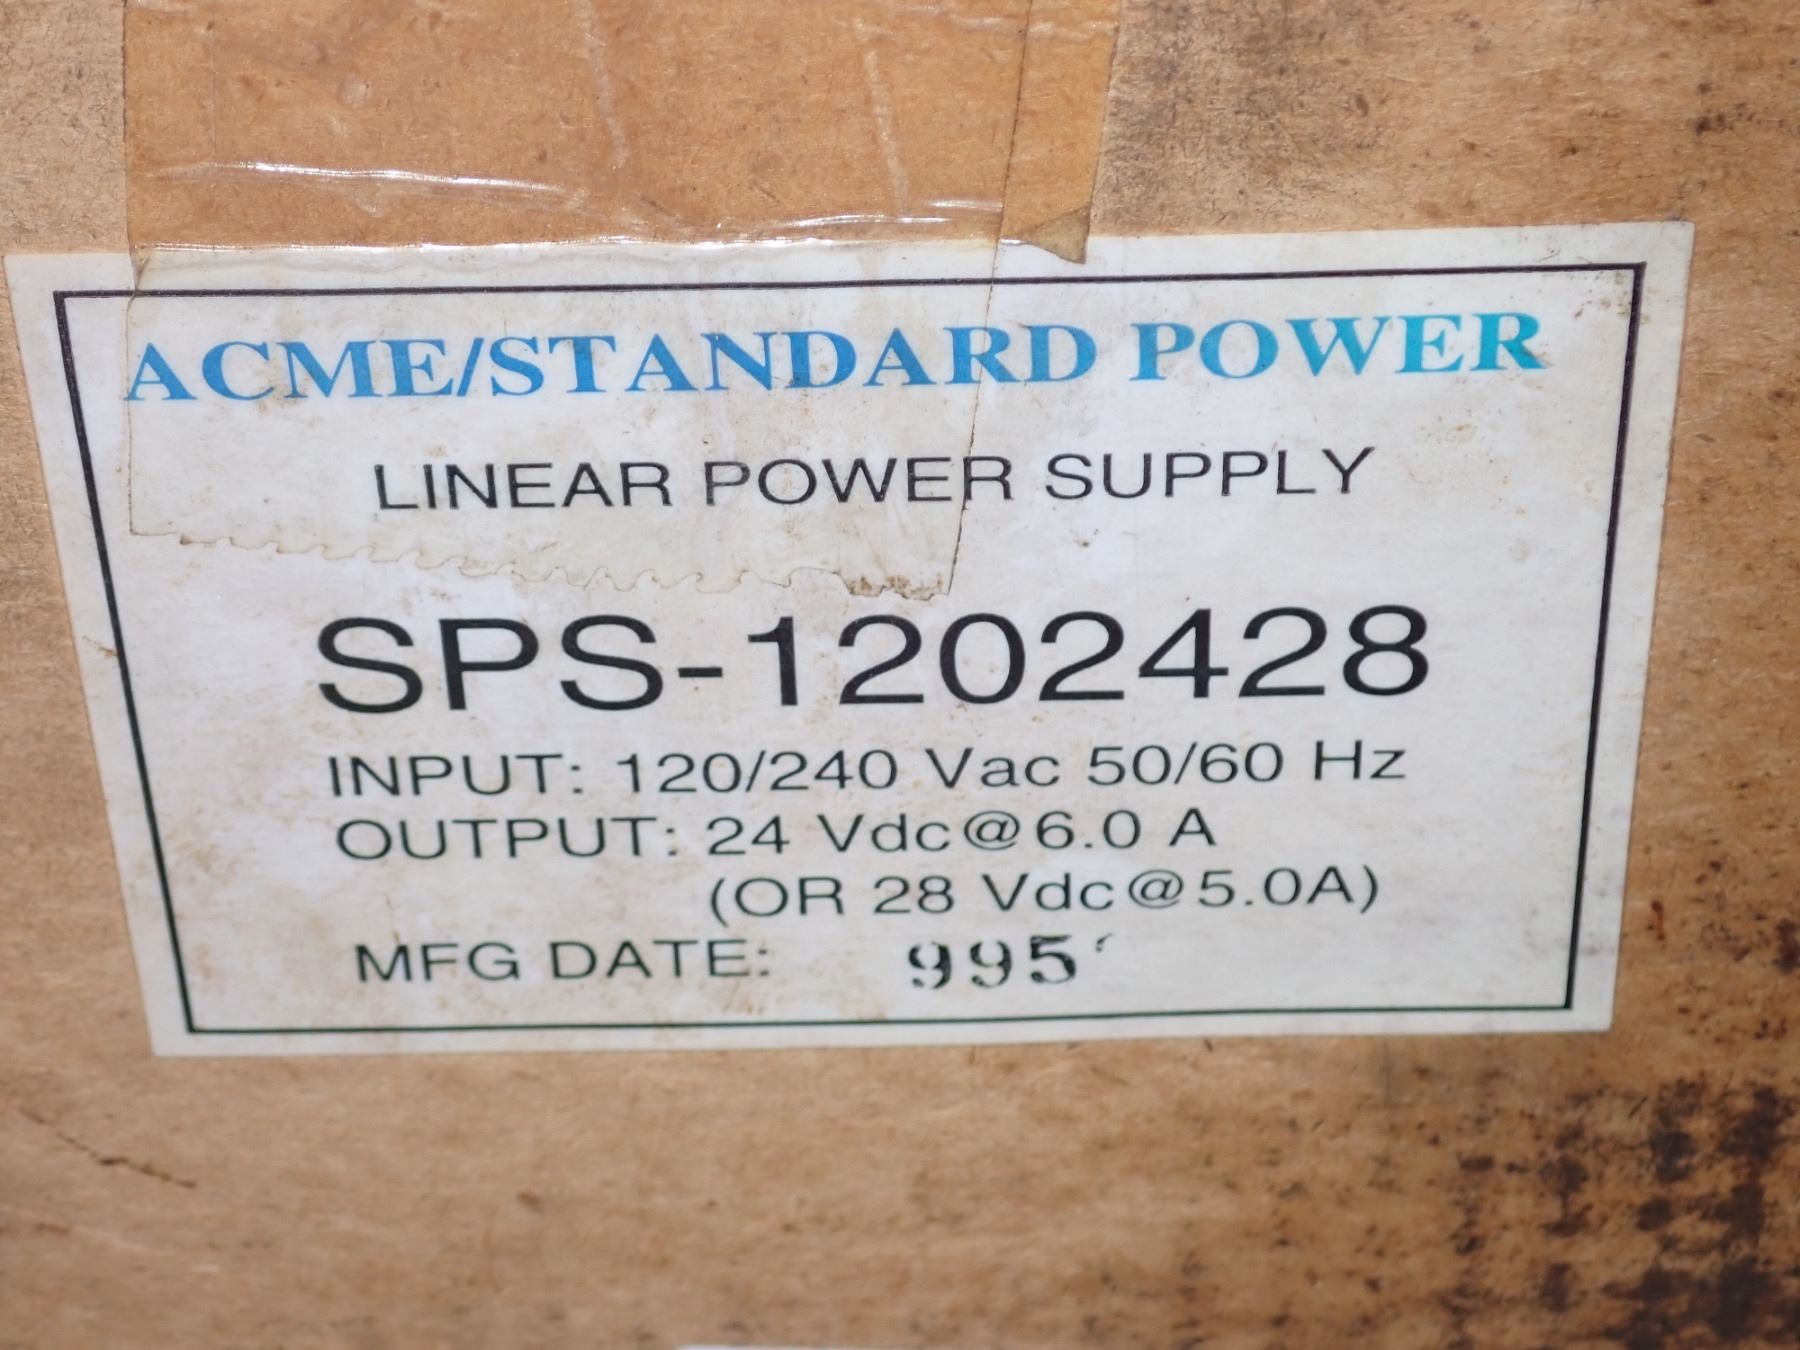 ACME/STANDARD POWER
LINEAR POWER SUPPLY
SPS-1202428
INPUT: 120/240 Vac 50/60 Hz
OUTPUT: 24 Vdc@6.0 A
(OR 28 Vdc@5.0A)
MFG DATE: 995